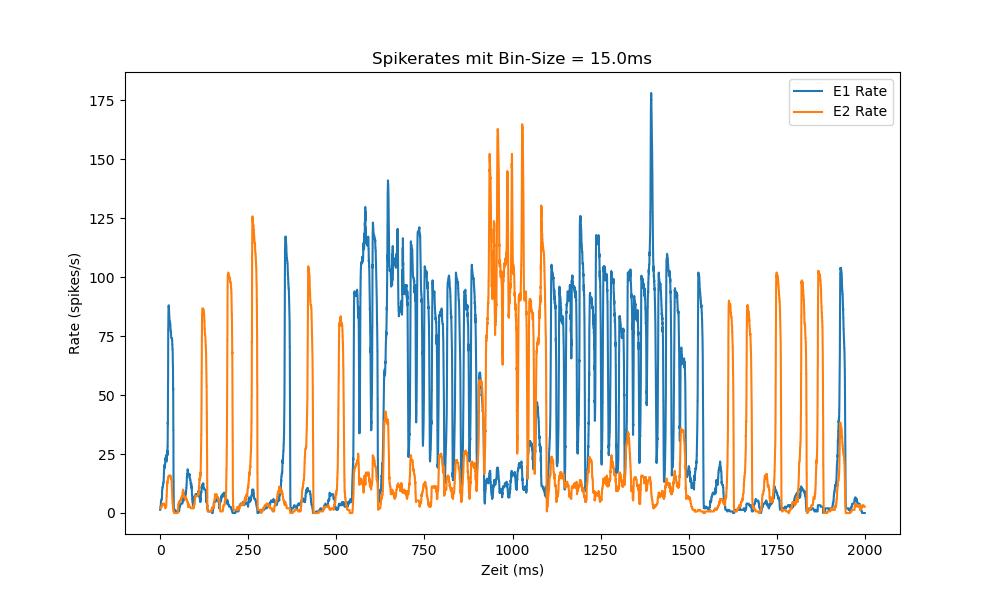 Spikerates mit Bin-Size = 15.0ms
E1 Rate
E2 Rate
Rate (spikes/s)
175
150
125
100
75
50
25
0
0 250 500 750 1000 1250 1500 1750 2000
Zeit (ms)